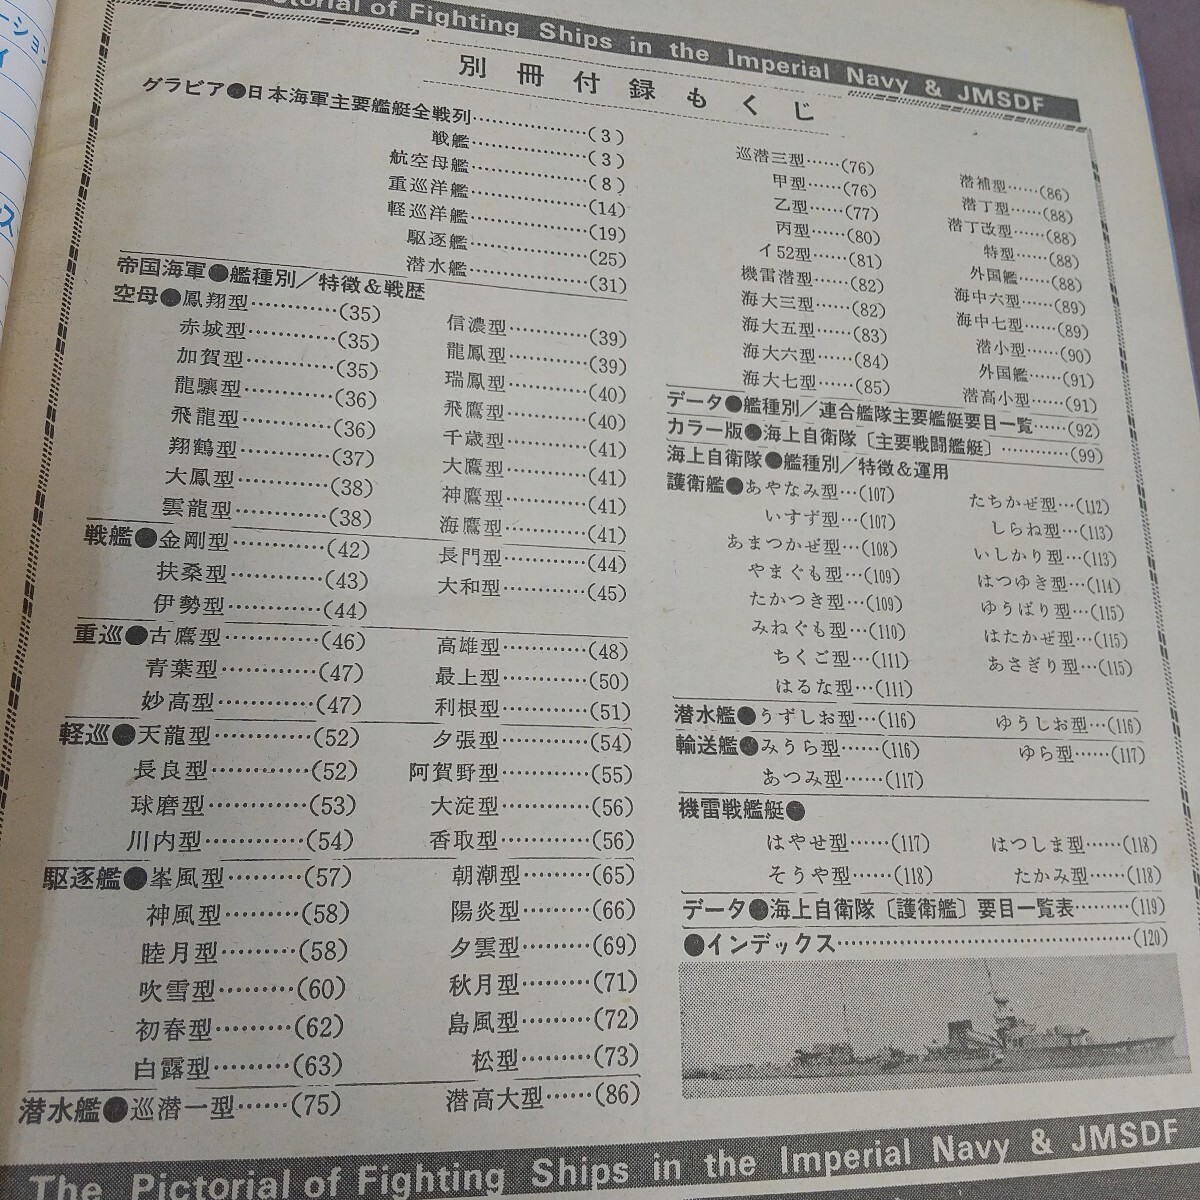 ーション
イ
ス
Pictorial of Fighting Ships in the Imperial Navy & JMSDF
別冊付録もくじ
グラビア●日本海軍主要艦艇全戦列………………(3)
戦艦………………(3)
航空母艦………………(8)
重巡洋艦………………(14)
軽巡洋艦………………(19)
駆逐艦………………(25)
潜水艦………………(31)
帝国海軍●艦種別/特徴&戦歴
空母●鳳翔型…………(35)
赤城型…………(35)
加賀型…………(35)
龍驤型…………(36)
飛龍型…………(36)
翔鶴型…………(37)
大鳳型…………(38)
雲龍型…………(38)
信濃型…………(39)
龍鳳型…………(39)
瑞鳳型…………(40)
飛鷹型…………(40)
千歳型…………(41)
大鷹型…………(41)
神鷹型…………(41)
海鷹型…………(41)
戦艦●金剛型…………(42)
扶桑型…………(43)
伊勢型…………(44)
長門型…………(44)
大和型…………(45)
重巡●古鷹型…………(46)
青葉型…………(47)
妙高型…………(47)
高雄型…………(48)
最上型…………(50)
利根型…………(51)
軽巡●天龍型…………(52)
長良型…………(52)
球磨型…………(53)
川内型…………(54)
夕張型…………(54)
阿賀野型…………(55)
大淀型…………(56)
香取型…………(56)
駆逐艦●峯風型………(57)
神風型………(58)
睦月型………(58)
吹雪型………(60)
初春型………(62)
白露型………(63)
朝潮型………(65)
陽炎型………(66)
夕雲型………(69)
秋月型………(71)
島風型………(72)
松型………(73)
潜水艦●巡潜一型……(75)
潜高大型……(86)
巡潜三型……(76)
甲型……(76)
乙型……(77)
丙型……(80)
イ52型……(81)
機雷潜型……(82)
海大三型……(82)
海大五型……(83)
海大六型……(84)
海大七型……(85)
潜補型……(86)
潜丁型……(88)
潜丁改型……(88)
特型……(88)
外国艦……(88)
海中六型……(89)
海中七型……(89)
潜小型……(90)
外国艦……(91)
潜高小型……(91)
データ●艦種別/連合艦隊主要艦艇要目一覧……(92)
カラー版●海上自衛隊〔主要戦闘艦艇〕…………(99)
海上自衛隊●艦種別/特徴&運用
護衛艦●あやなみ型…(107)
いすず型…(107)
あまつかぜ型…(108)
やまぐも型…(109)
たかつき型…(109)
みねぐも型…(110)
ちくご型…(111)
はるな型…(111)
たちかぜ型…(112)
しらね型…(113)
いしかり型…(113)
はつゆき型…(114)
ゆうばり型…(115)
はたかぜ型…(115)
あさぎり型…(115)
潜水艦●うずしお型…(116)
ゆうしお型…(116)
輸送艦●みうら型……(116)
あつみ型……(117)
ゆら型……(117)
機雷戦艦艇●
はやせ型……(117)
そうや型……(118)
はつしま型……(118)
たかみ型……(118)
データ●海上自衛隊〔護衛艦〕要目一覧表………(119)
●インデックス………………………………………(120)
The Pictorial of Fighting Ships in the Imperial Navy & JMSDF